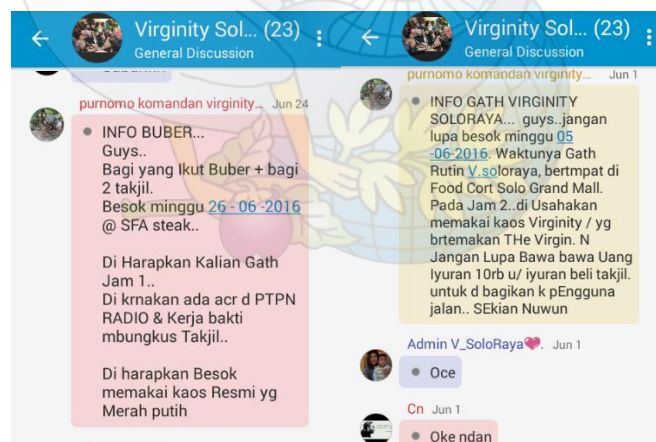 Virginity Sol... (23)
General Discussion
purnomo komandan virginity... Jun 24
INFO BUBER...
Guys..
Bagi yang Ikut Buber + bagi
2 takjil.
Besok minggu 26 - 06 -2016
@ SFA steak..
Di Harapkan Kalian Gath
Jam 1..
Di krnakan ada acr d PTPN
RADIO & Kerja bakti
mbungkus Takjil..
Di harapkan Besok
memakai kaos Resmi yg
Merah putih
Virginity Sol... (23)
General Discussion
purnomo komandan virginity... Jun 1
INFO GATH VIRGINITY
SOLORAYA... guys..jangan
lupa besok minggu 05
-06-2016. Waktunya Gath
Rutin V.soloraya, bertmpat di
Food Cort Solo Grand Mall.
Pada Jam 2..di Usahakan
memakai kaos Virginity / yg
brtemakan THe Virgin. N
Jangan Lupa Bawa bawa Uang
Iyuran 10rb u/ iyuran beli takjil.
untuk d bagikan k pEngguna
jalan.. SEkian Nuwun
Admin V_SoloRaya💖. Jun 1
Oce
Cn Jun 1
Oke ndan